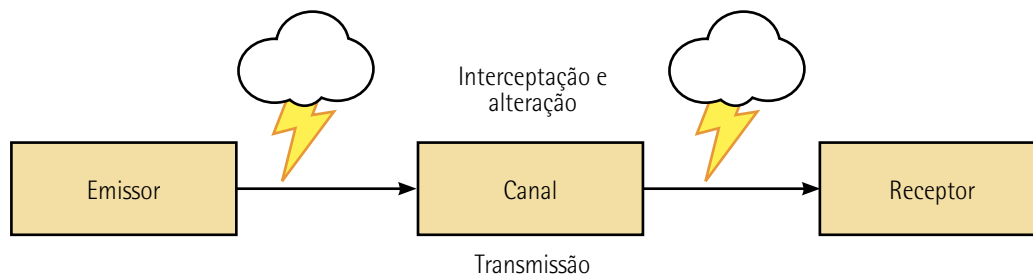 Interceptação e
alteração
Emissor
Canal
Receptor
Transmissão